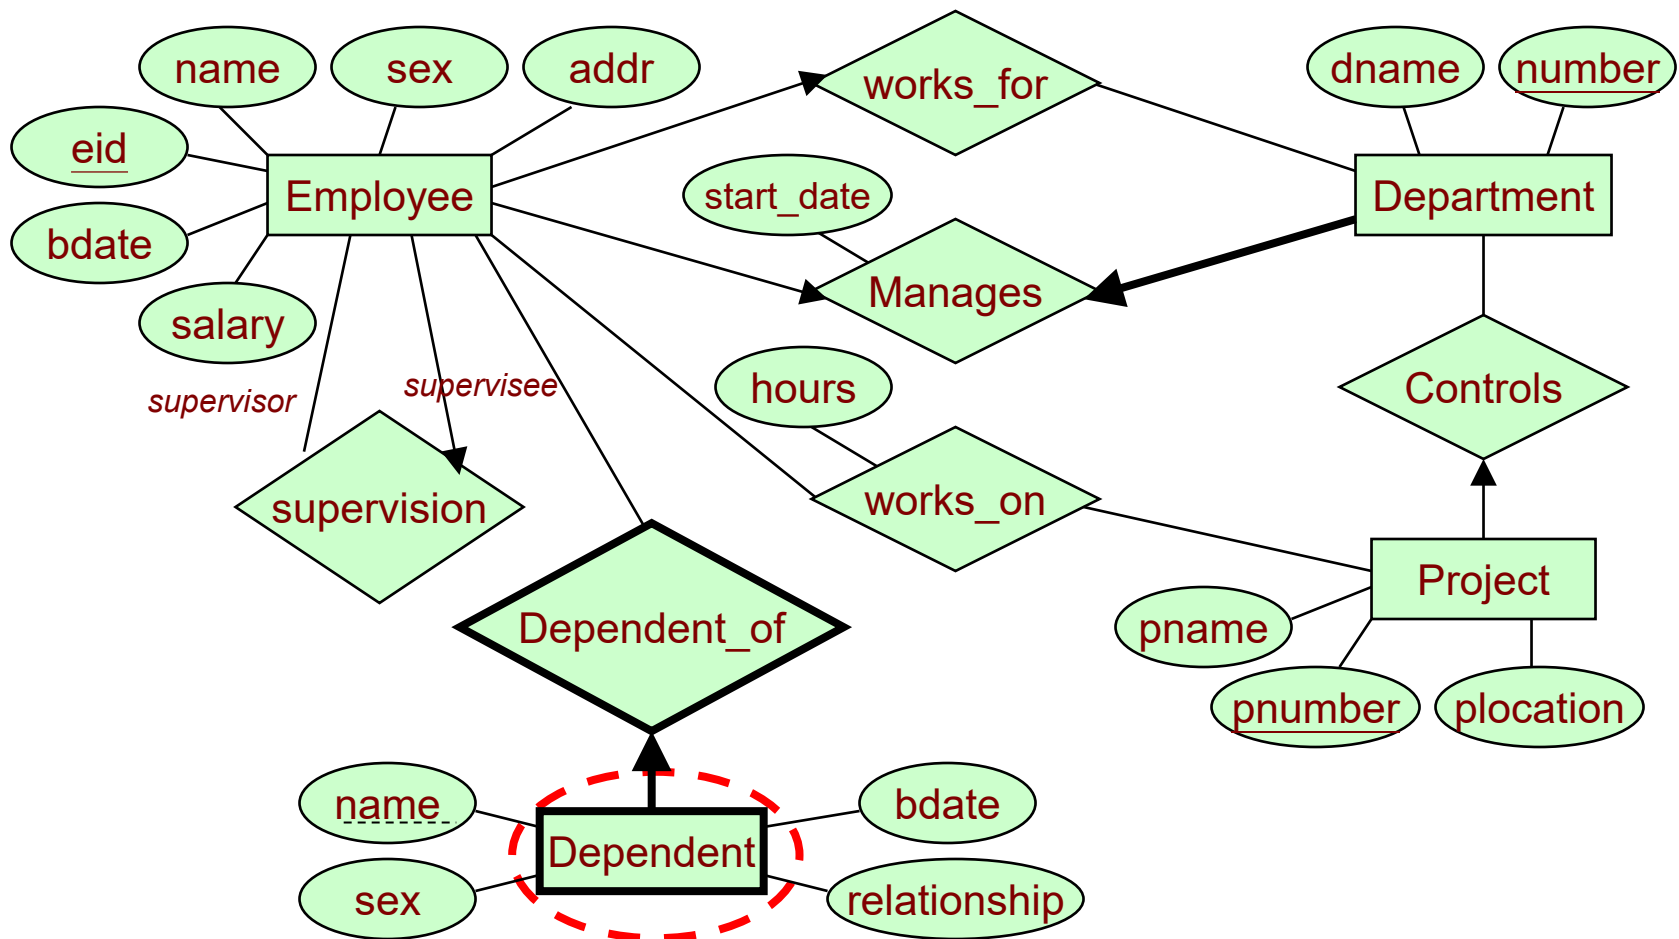 name
sex
addr
works_for
dname
number
eid
Employee
start_date
Department
bdate
Manages
salary
supervisor
supervisee
hours
Controls
supervision
works_on
Project
Dependent_of
pname
pnumber
plocation
name
bdate
Dependent
sex
relationship